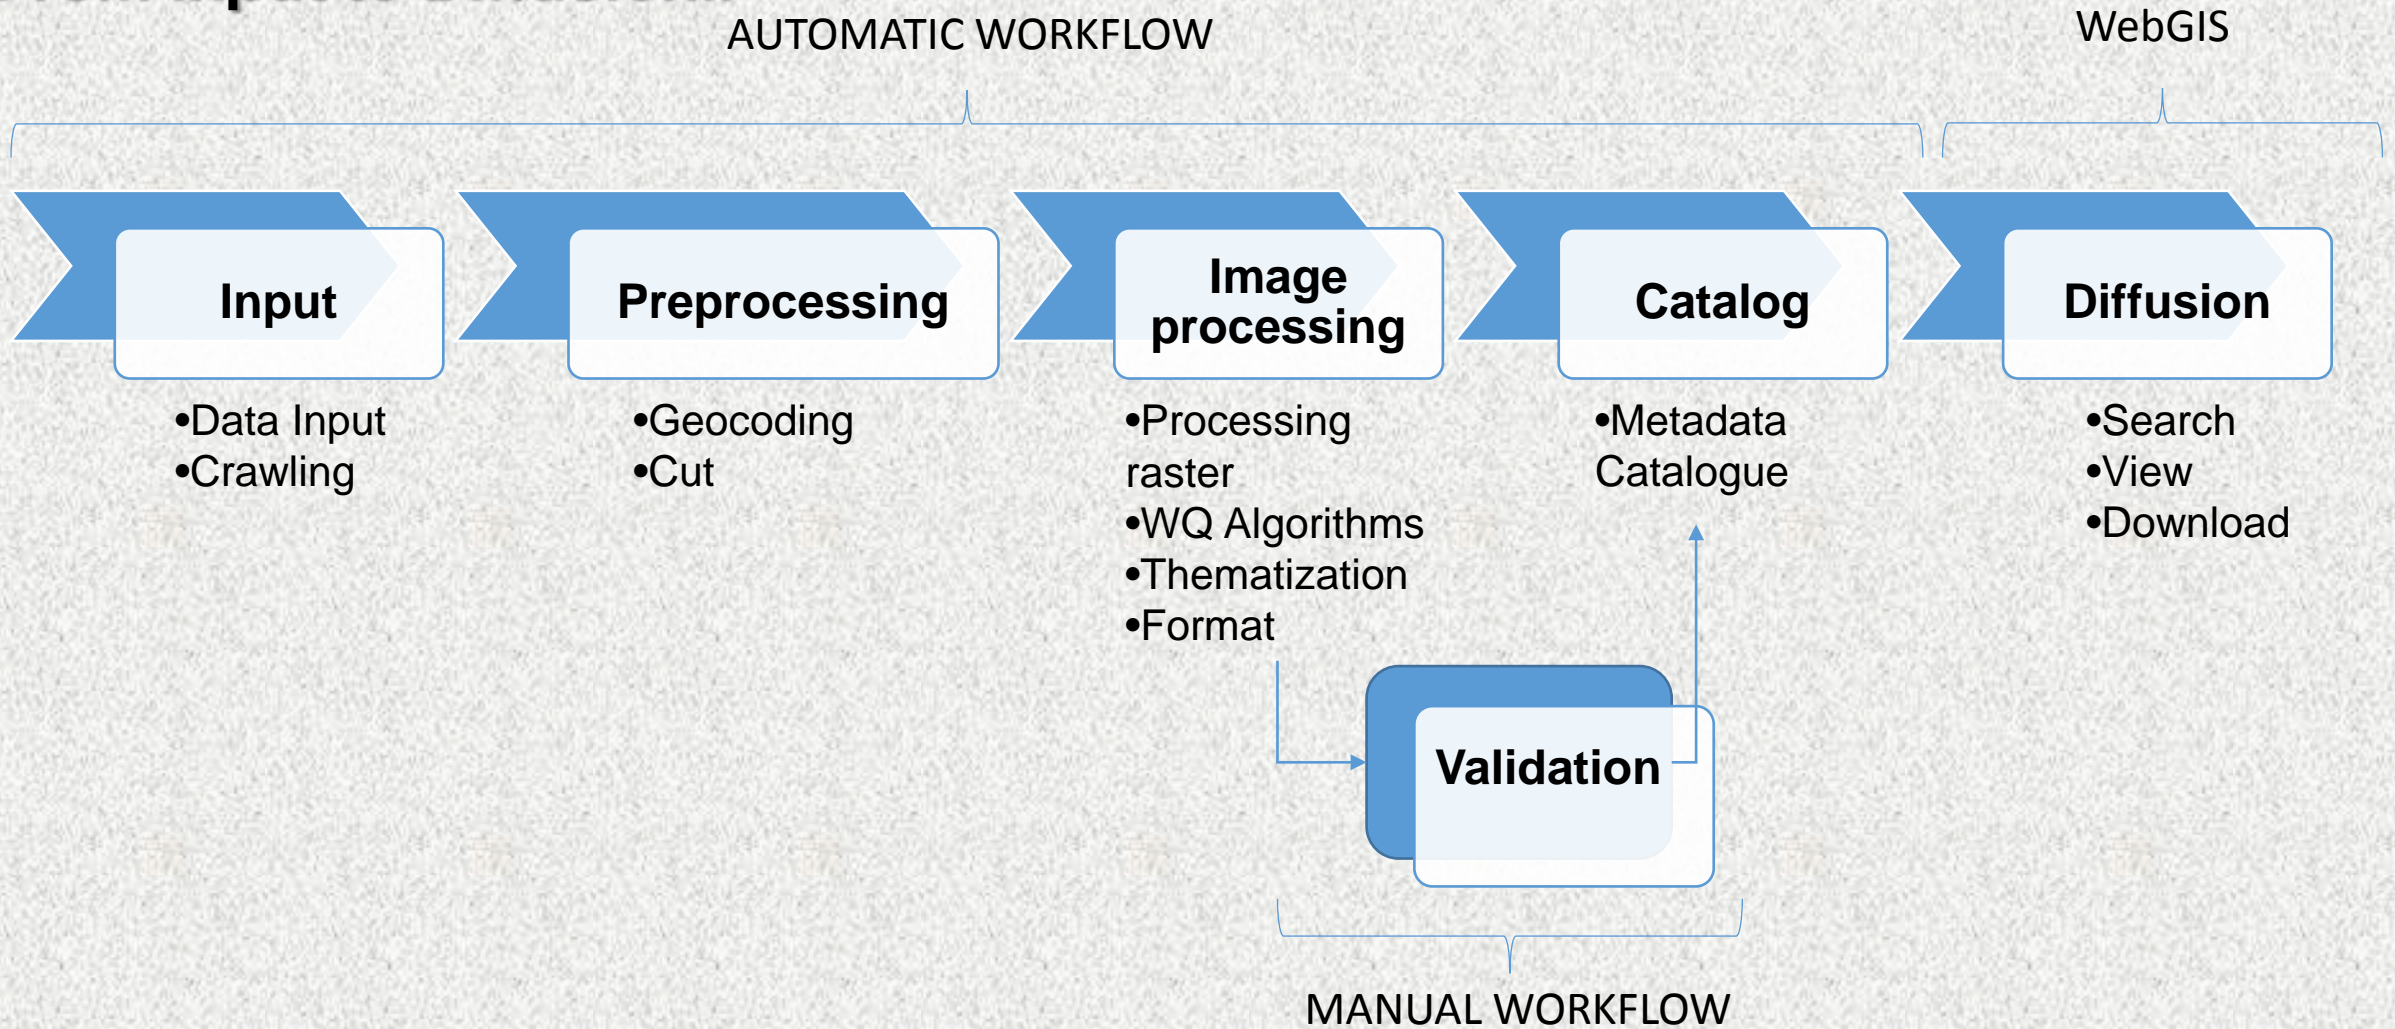 AUTOMATIC WORKFLOW
WebGIS
Input
•Data Input
•Crawling
Preprocessing
•Geocoding
•Cut
Image
processing
•Processing
raster
•WQ Algorithms
•Thematization
•Format
Catalog
•Metadata
Catalogue
Diffusion
•Search
•View
•Download
Validation
MANUAL WORKFLOW